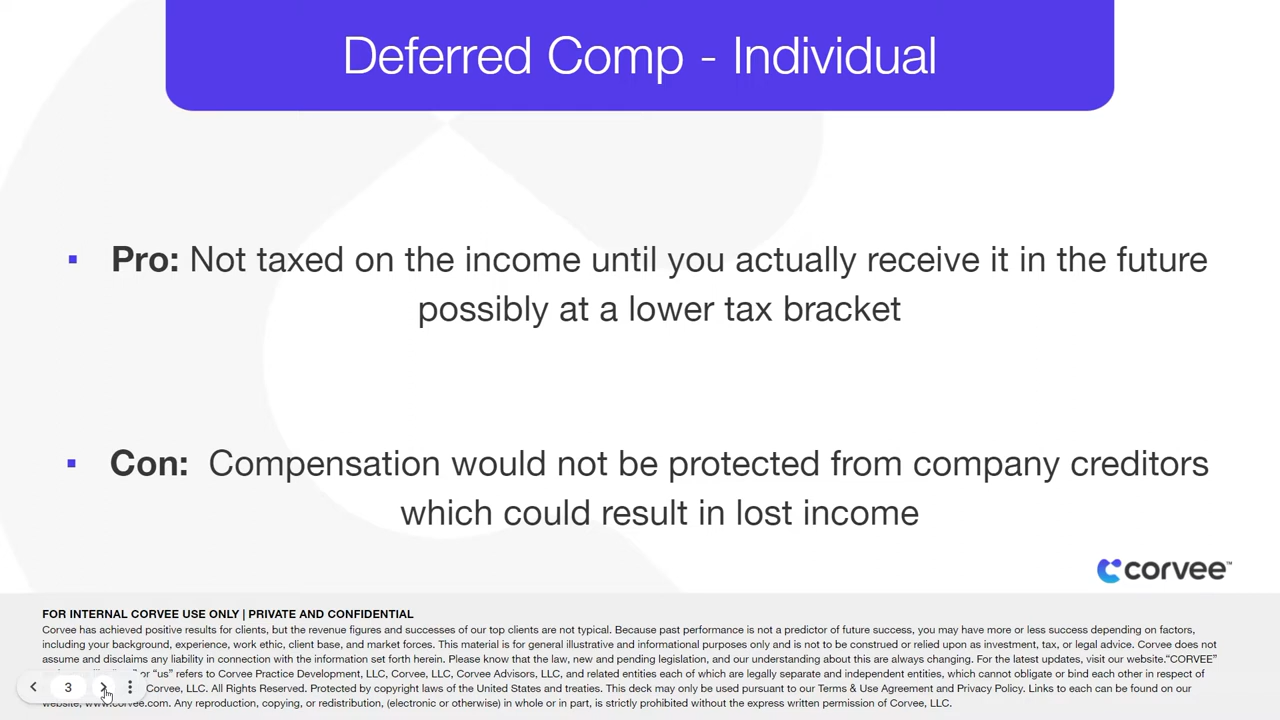 Deferred Comp - Individual
▪ Pro: Not taxed on the income until you actually receive it in the future
possibly at a lower tax bracket
▪ Con: Compensation would not be protected from company creditors
which could result in lost income
corvee™
FOR INTERNAL CORVEE USE ONLY | PRIVATE AND CONFIDENTIAL
Corvee has achieved positive results for clients, but the revenue figures and successes of our top clients are not typical. Because past performance is not a predictor of future success, you may have more or less success depending on factors,
including your background, experience, work ethic, client base, and market forces. This material is for general illustrative and informational purposes only and is not to be construed or relied upon as investment, tax, or legal advice. Corvee does not
assume and disclaims any liability in connection with the information set forth herein. Please know that the law, new and pending legislation, and our understanding about this are always changing. For the latest updates, visit our website."CORVEE"
or "us" refers to Corvee Practice Development, LLC, Corvee, LLC, Corvee Advisors, LLC, and related entities each of which are legally separate and independent entities, which cannot obligate or bind each other in respect of
3 Corvee, LLC. All Rights Reserved. Protected by copyright laws of the United States and treaties. This deck may only be used pursuant to our Terms & Use Agreement and Privacy Policy. Links to each can be found on our
website, www.corvee.com. Any reproduction, copying, or redistribution, (electronic or otherwise) in whole or in part, is strictly prohibited without the express written permission of Corvee, LLC.